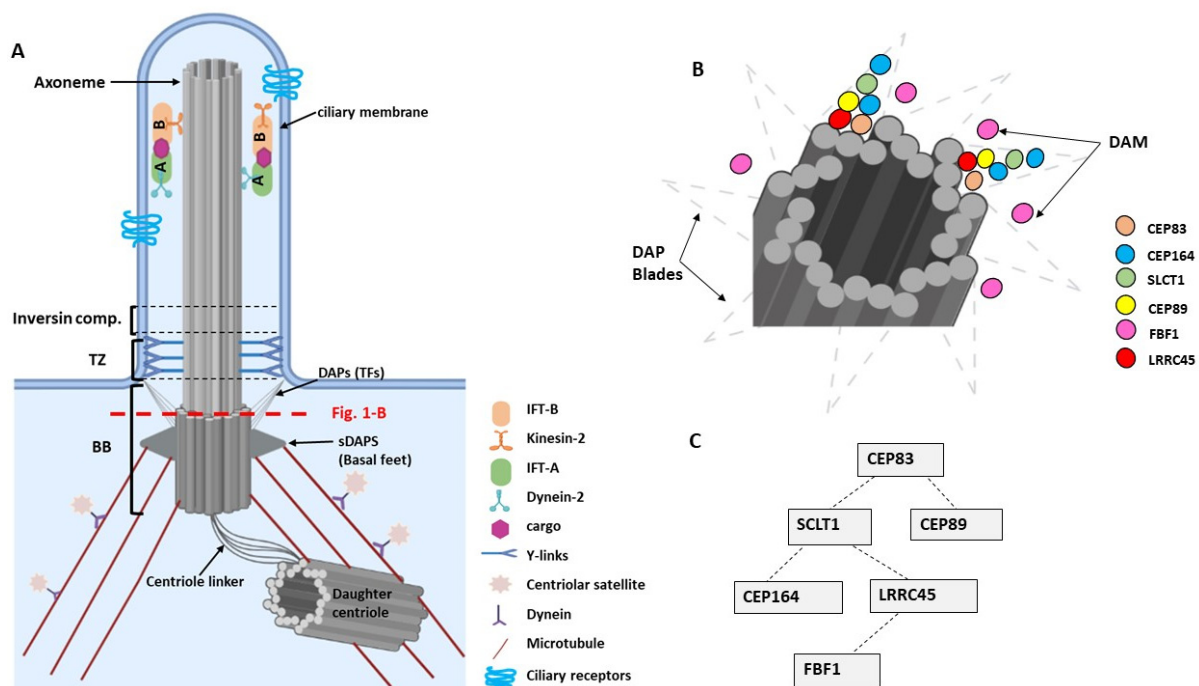 A
Axoneme
ciliary membrane
B
A
B
A
Inversin comp.
TZ
DAPs (TFs)
Fig. 1-B
BB
sDAPS
(Basal feet)
Centriole linker
Daughter
centriole
IFT-B
Kinesin-2
IFT-A
Dynein-2
cargo
Y-links
Centriolar satellite
Dynein
Microtubule
Ciliary receptors
B
DAM
DAP
Blades
CEP83
CEP164
SLCT1
CEP89
FBF1
LRRC45
C
CEP83
SCLT1
CEP89
CEP164
LRRC45
FBF1